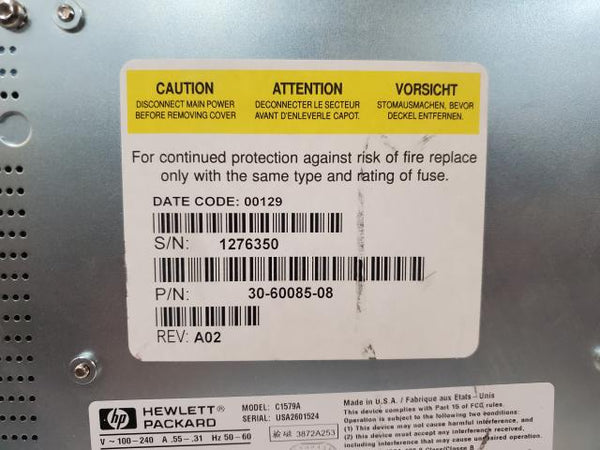 CAUTION
DISCONNECT MAIN POWER
BEFORE REMOVING COVER
ATTENTION
DECONNECTER LE SECTEUR
AVANT D'ENLEVERLE CAPOT.
VORSICHT
STOMAUSMACHEN, BEVOR
DECKEL ENTFERNEN.
For continued protection against risk of fire replace
only with the same type and rating of fuse.
DATE CODE: 00129
S/N: 1276350
P/N: 30-60085-08
REV: A02
hp HEWLETT®
PACKARD
MODEL: C1579A
SERIAL: USA2601524
V ~ 100-240 A .55-.31 Hz 50-60
3872A253
Made in U.S.A. / Fabrique aux Etats-Unis
This device complies with Part 15 of FCC rules.
Operation is subject to the following two conditions:
(1) this device may not cause harmful interference, and
(2) this device must accept any interference received,
including interference that may cause undesired operation.